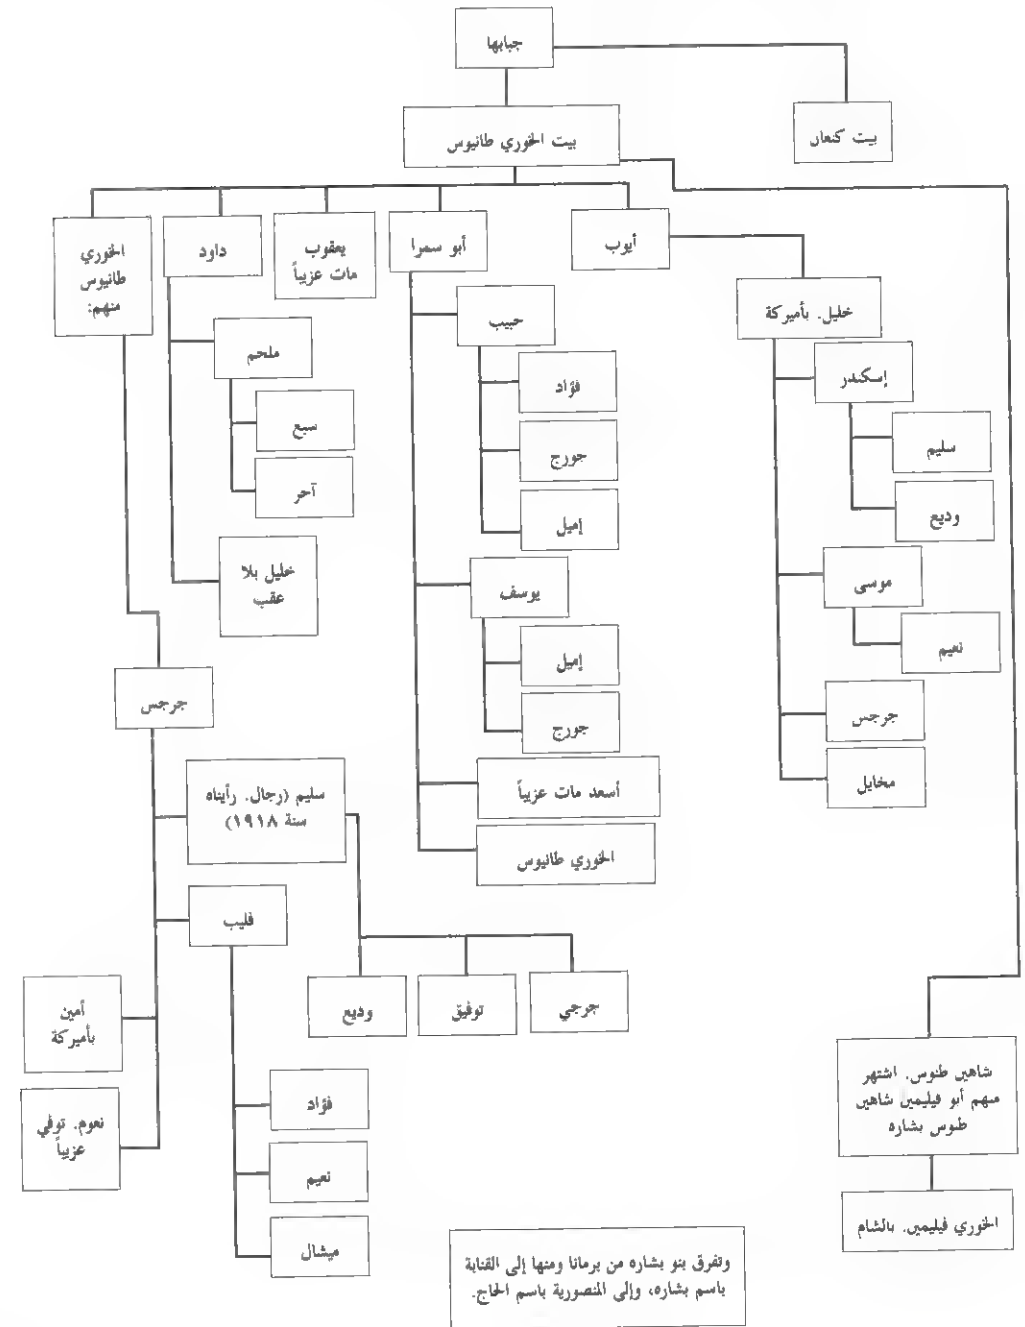 جبابها
بيت كنعان
بيت الخوري طانيوس
أيوب
أبو سمرا
يعقوب
مات عزيباً
داود
الخوري
طانيوس
منهم:
خليل. بأميركة
إسكندر
سليم
وديع
موسى
نعيم
جرجس
مخايل
حبيب
فؤاد
جورج
إميل
يوسف
إميل
جورج
أسعد مات عزيباً
الخوري طانيوس
ملحم
سبع
آخر
خليل بلا
عقب
جرجس
سليم (رجال. رأيناه
سنة ١٩١٨)
فليب
جرجي
توفيق
وديع
أمين
بأميركة
نعوم. توفي
عزيباً
فؤاد
نعيم
ميشال
شاهين طنوس. اشتهر
منهم أبو فيليمين شاهين
طنوس بشاره
الخوري فيليمين. بالشام
وتفرق بنو بشاره من برمانا ومنها إلى القنابة
باسم بشاره، وإلى المنصورية باسم الحاج.